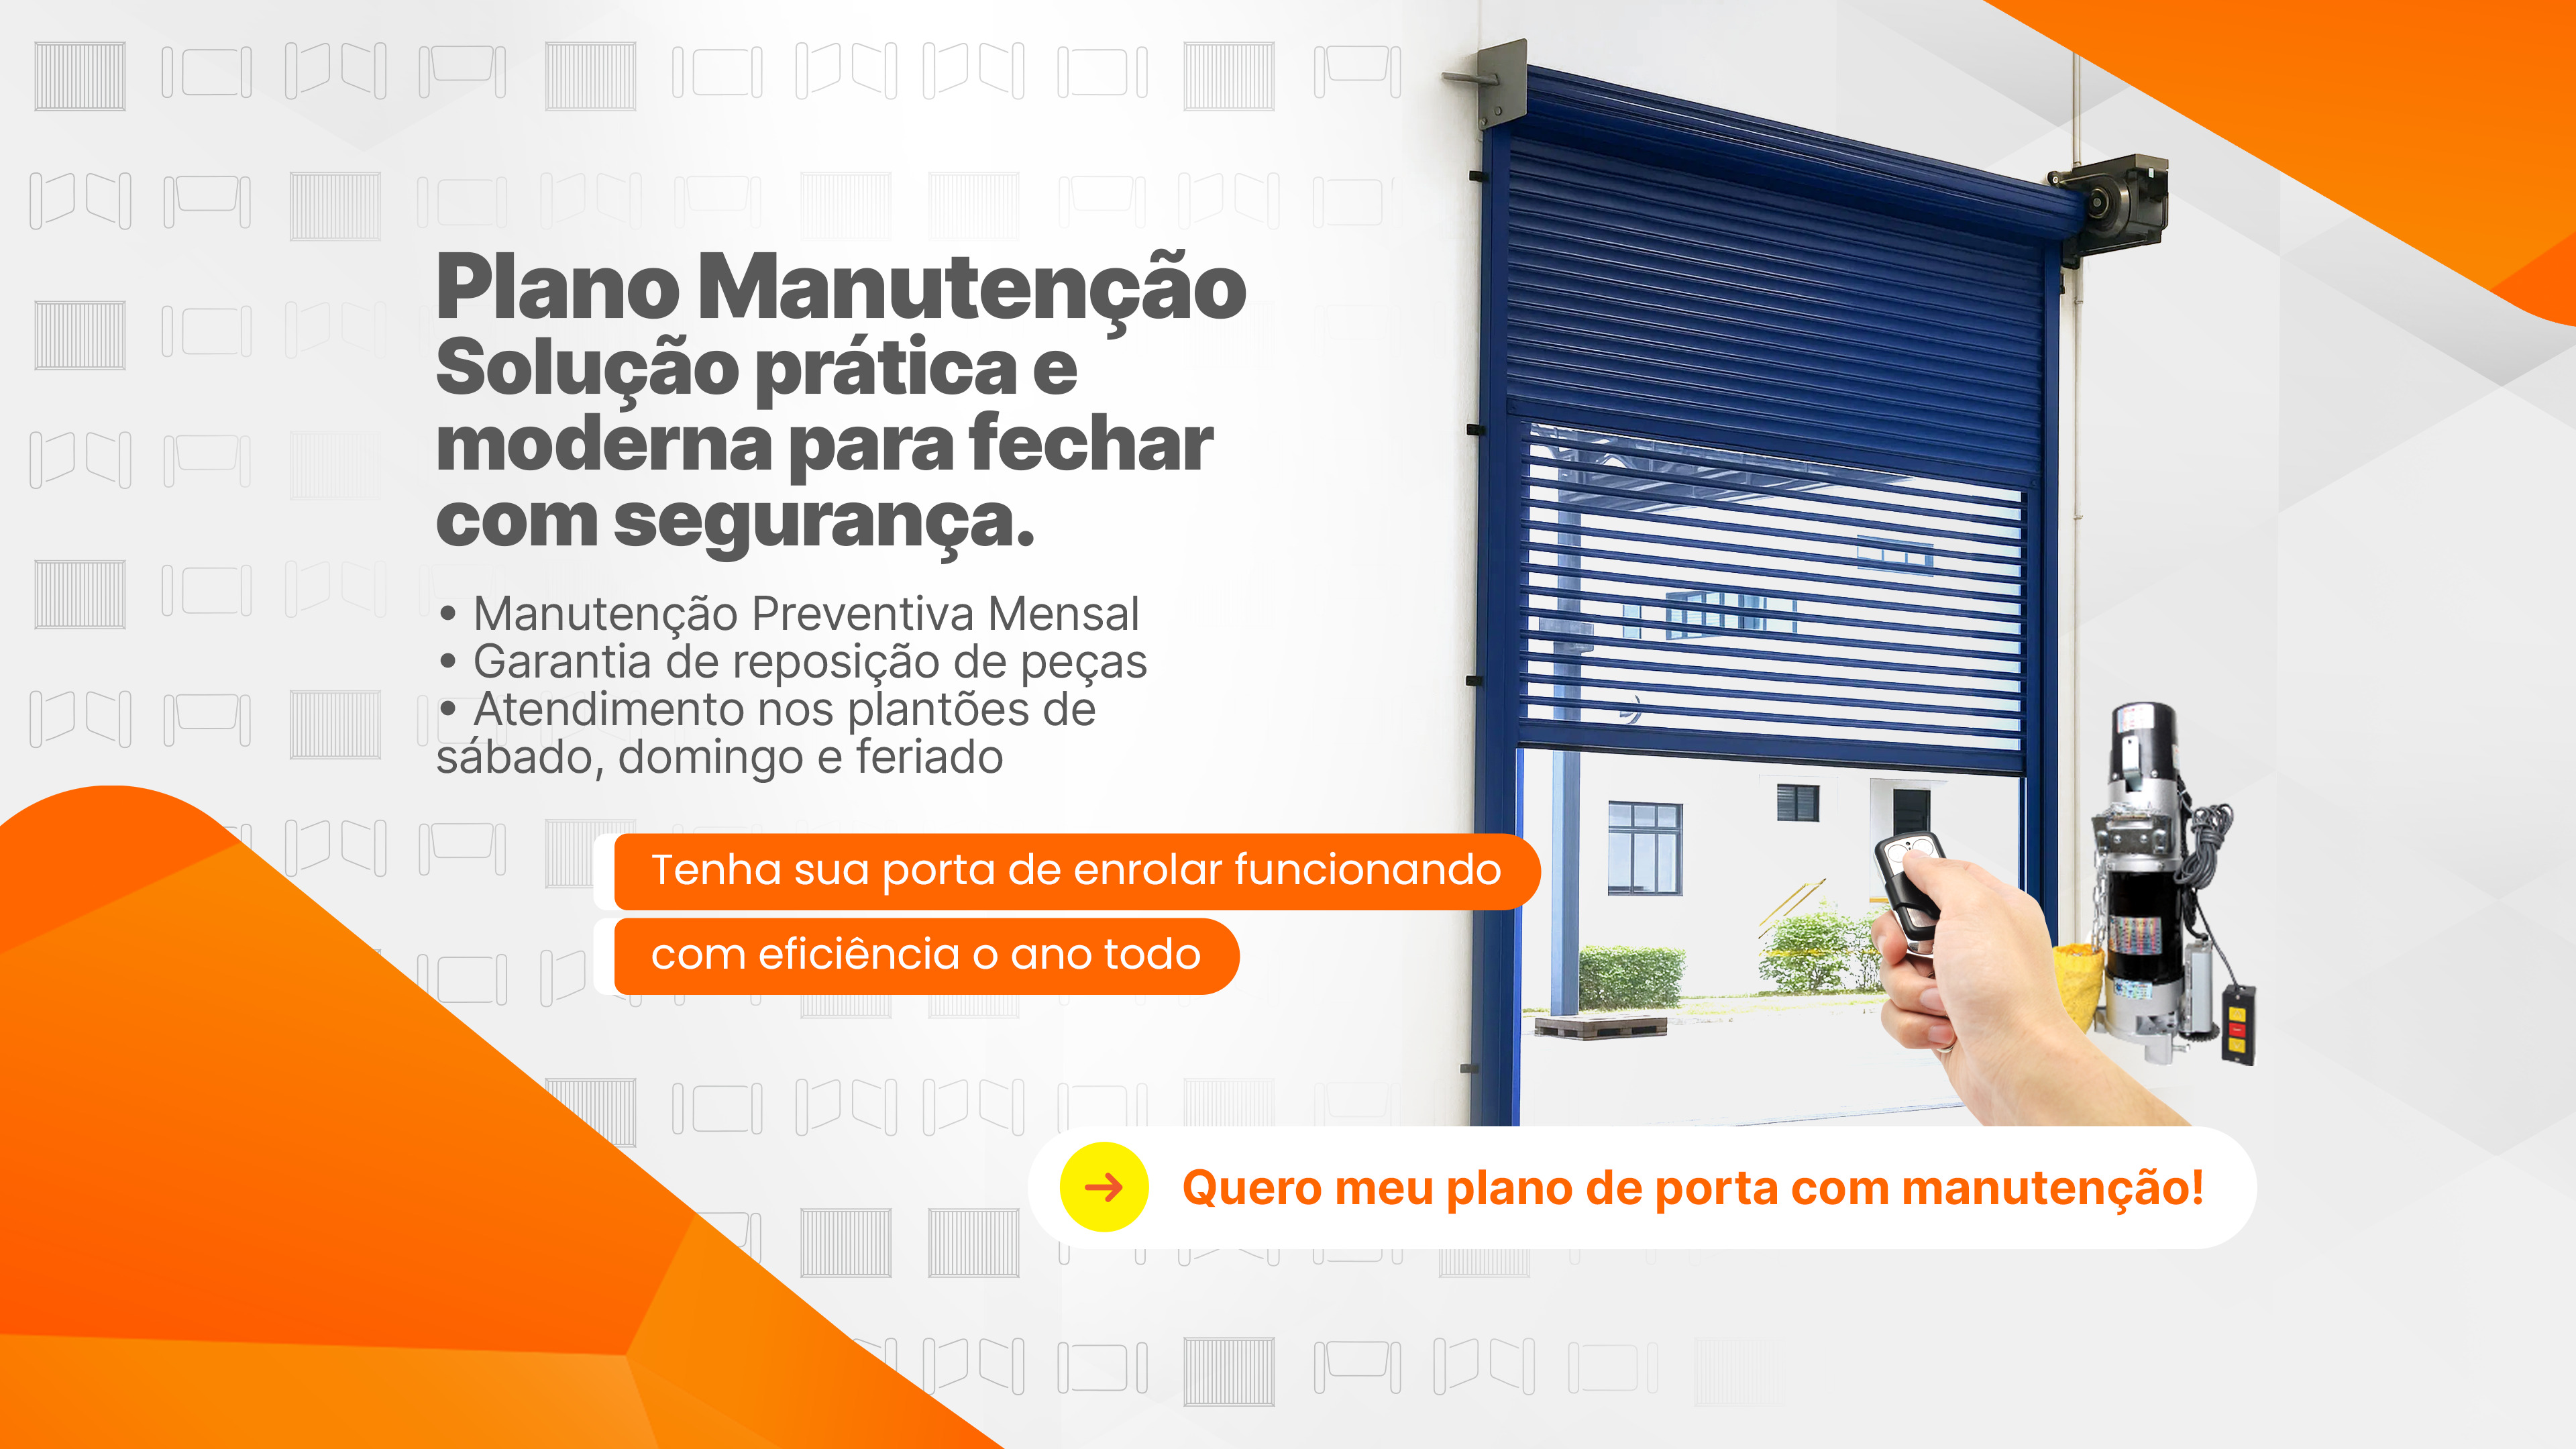 Plano Manutenção
Solução prática e
moderna para fechar
com segurança.
• Manutenção Preventiva Mensal
• Garantia de reposição de peças
• Atendimento nos plantões de
sábado, domingo e feriado
Tenha sua porta de enrolar funcionando
com eficiência o ano todo
Quero meu plano de porta com manutenção!